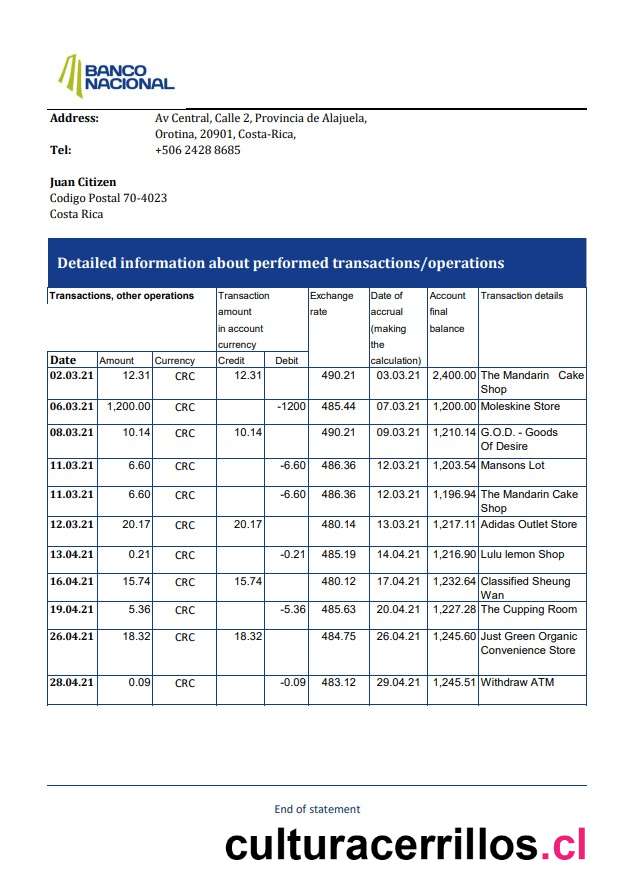 BANCO
NACIONAL
Address: Av Central, Calle 2, Provincia de Alajuela,
Orotina, 20901, Costa-Rica,
Tel: +506 2428 8685
Juan Citizen
Codigo Postal 70-4023
Costa Rica
Detailed information about performed transactions/operations
Transactions, other operations Transaction Exchange Date of Account Transaction details
amount rate accrual final
in account (making balance
currency the
Date Amount Currency Credit Debit calculation)
02.03.21 12.31 CRC 12.31 490.21 03.03.21 2,400.00 The Mandarin Cake
Shop
06.03.21 1,200.00 CRC -1200 485.44 07.03.21 1,200.00 Moleskine Store
08.03.21 10.14 CRC 10.14 490.21 09.03.21 1,210.14 G.O.D. - Goods
Of Desire
11.03.21 6.60 CRC -6.60 486.36 12.03.21 1,203.54 Mansons Lot
11.03.21 6.60 CRC -6.60 486.36 12.03.21 1,196.94 The Mandarin Cake
Shop
12.03.21 20.17 CRC 20.17 480.14 13.03.21 1,217.11 Adidas Outlet Store
13.04.21 0.21 CRC -0.21 485.19 14.04.21 1,216.90 Lulu lemon Shop
16.04.21 15.74 CRC 15.74 480.12 17.04.21 1,232.64 Classified Sheung
Wan
19.04.21 5.36 CRC -5.36 485.63 20.04.21 1,227.28 The Cupping Room
26.04.21 18.32 CRC 18.32 484.75 26.04.21 1,245.60 Just Green Organic
Convenience Store
28.04.21 0.09 CRC -0.09 483.12 29.04.21 1,245.51 Withdraw ATM
End of statement
culturacerrillos.cl